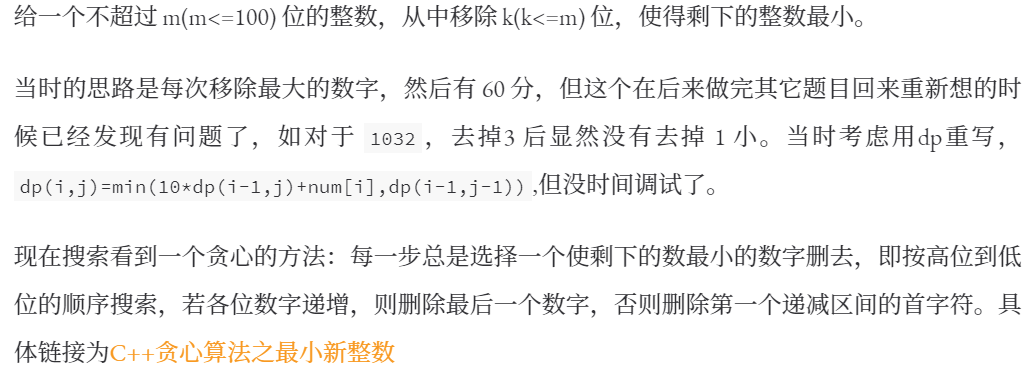 给一个不超过 m(m<=100) 位的整数，从中移除 k(k<=m) 位，使得剩下的整数最小。
当时的思路是每次移除最大的数字，然后有 60 分，但这个在后来做完其它题目回来重新想的时
候已经发现有问题了，如对于 1032 ，去掉3 后显然没有去掉 1 小。当时考虑用dp重写，
dp(i,j)=min(10*dp(i-1,j)+num[i],dp(i-1,j-1)) ,但没时间调试了。
现在搜索看到一个贪心的方法：每一步总是选择一个使剩下的数最小的数字删去，即按高位到低
位的顺序搜索，若各位数字递增，则删除最后一个数字，否则删除第一个递减区间的首字符。具
体链接为C++贪心算法之最小新整数